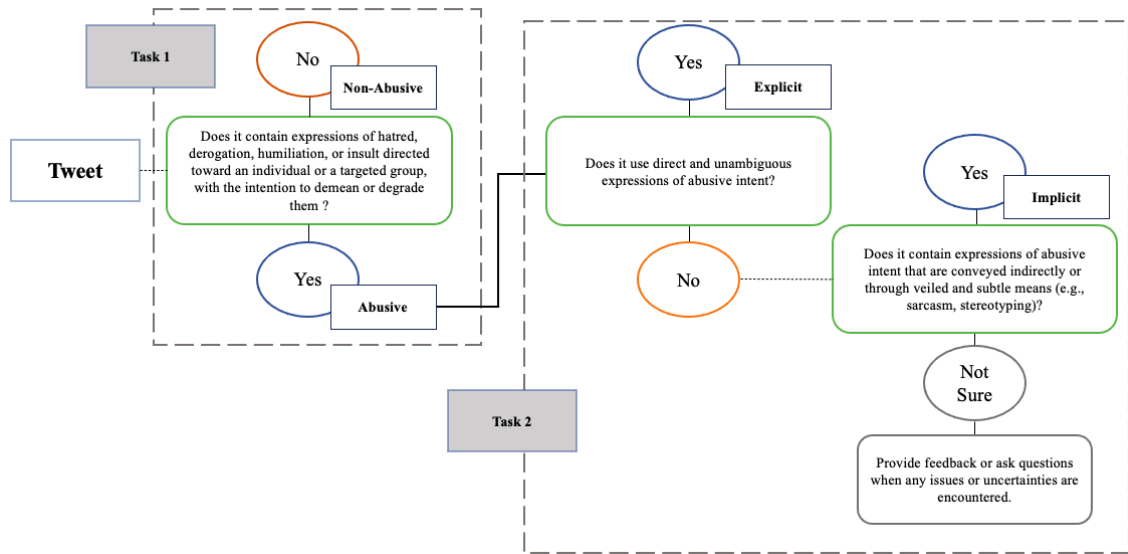 Task 1
No
Non-Abusive
Tweet
Does it contain expressions of hatred,
derogation, humiliation, or insult directed
toward an individual or a targeted group,
with the intention to demean or degrade
them ?
Yes
Abusive
Task 2
Yes
Explicit
Does it use direct and unambiguous
expressions of abusive intent?
No
Yes
Implicit
Does it contain expressions of abusive
intent that are conveyed indirectly or
through veiled and subtle means (e.g.,
sarcasm, stereotyping)?
Not
Sure
Provide feedback or ask questions
when any issues or uncertainties are
encountered.